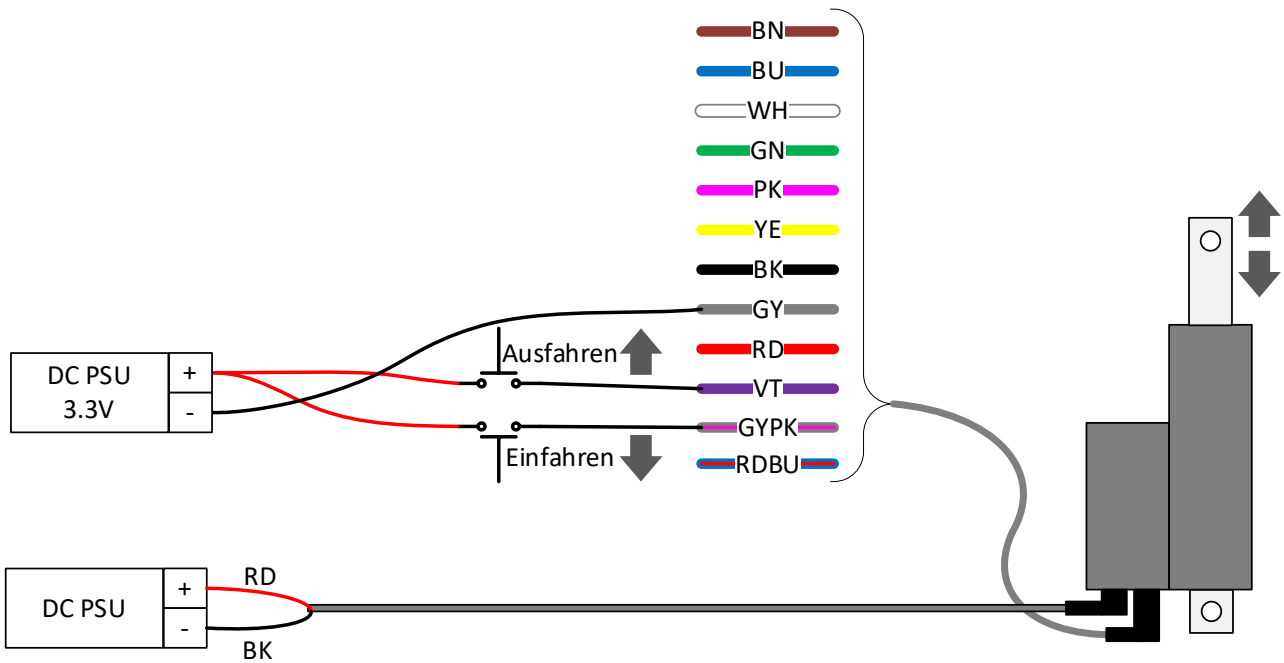 BN
BU
WH
GN
PK
YE
BK
GY
RD
VT
GYPK
RDBU
Ausfahren
Einfahren
DC PSU
3.3V
+
-
DC PSU
+
-
RD
BK